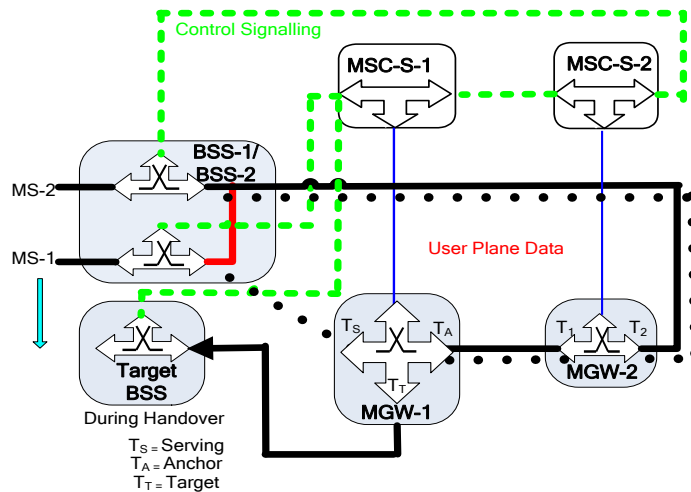 Control Signalling
MSC-S-1
MSC-S-2
BSS-1/
BSS-2
MS-2
MS-1
User Plane Data
TS
TA
T1
T2
TT
MGW-1
MGW-2
Target
BSS
During Handover
TS = Serving
TA = Anchor
TT = Target